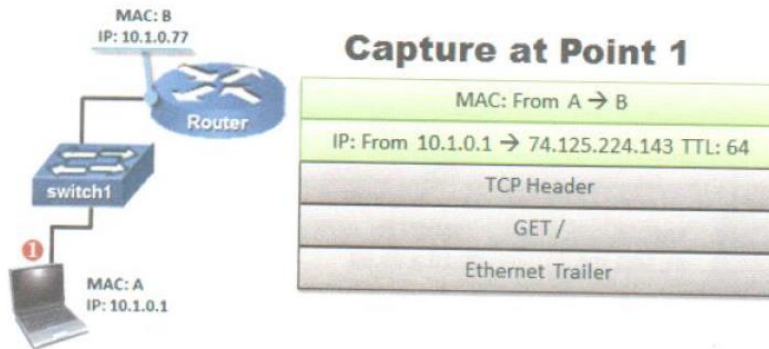 MAC: B
IP: 10.1.0.77
Router
switch1
1
MAC: A
IP: 10.1.0.1
Capture at Point 1
MAC: From A → B
IP: From 10.1.0.1 → 74.125.224.143 TTL: 64
TCP Header
GET /
Ethernet Trailer